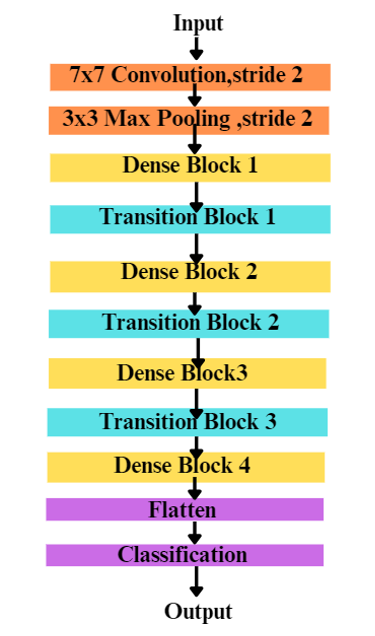 Input
7x7 Convolution,stride 2
3x3 Max Pooling ,stride 2
Dense Block 1
Transition Block 1
Dense Block 2
Transition Block 2
Dense Block3
Transition Block 3
Dense Block 4
Flatten
Classification
Output